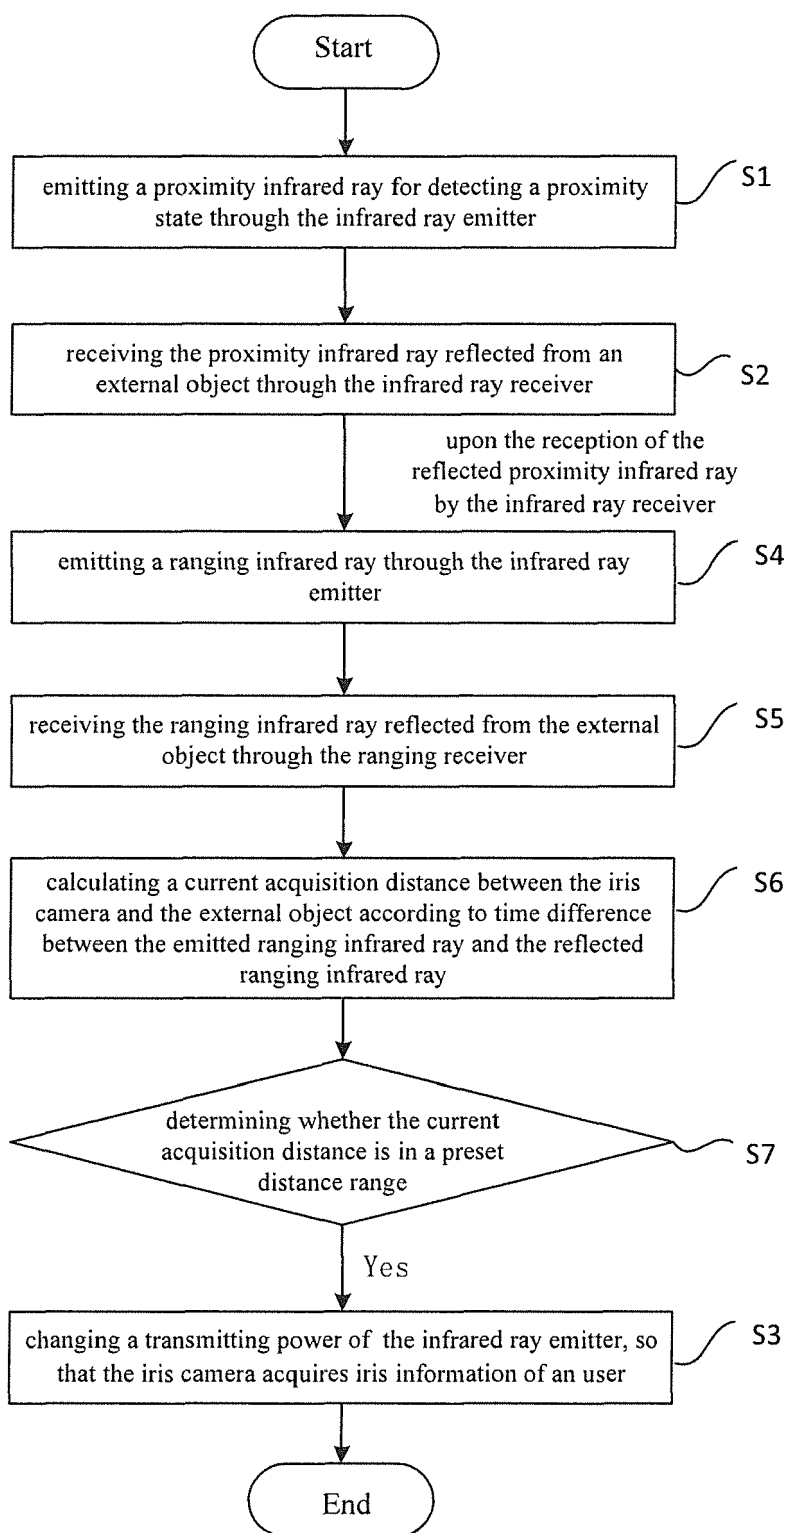 Start
emitting a proximity infrared ray for detecting a proximity
state through the infrared ray emitter
S1
receiving the proximity infrared ray reflected from an
external object through the infrared ray receiver
S2
upon the reception of the
reflected proximity infrared ray
by the infrared ray receiver
emitting a ranging infrared ray through the infrared ray
emitter
S4
receiving the ranging infrared ray reflected from the external
object through the ranging receiver
S5
calculating a current acquisition distance between the iris
camera and the external object according to time difference
between the emitted ranging infrared ray and the reflected
ranging infrared ray
S6
determining whether the current
acquisition distance is in a preset
distance range
S7
Yes
changing a transmitting power of the infrared ray emitter, so
that the iris camera acquires iris information of an user
S3
End